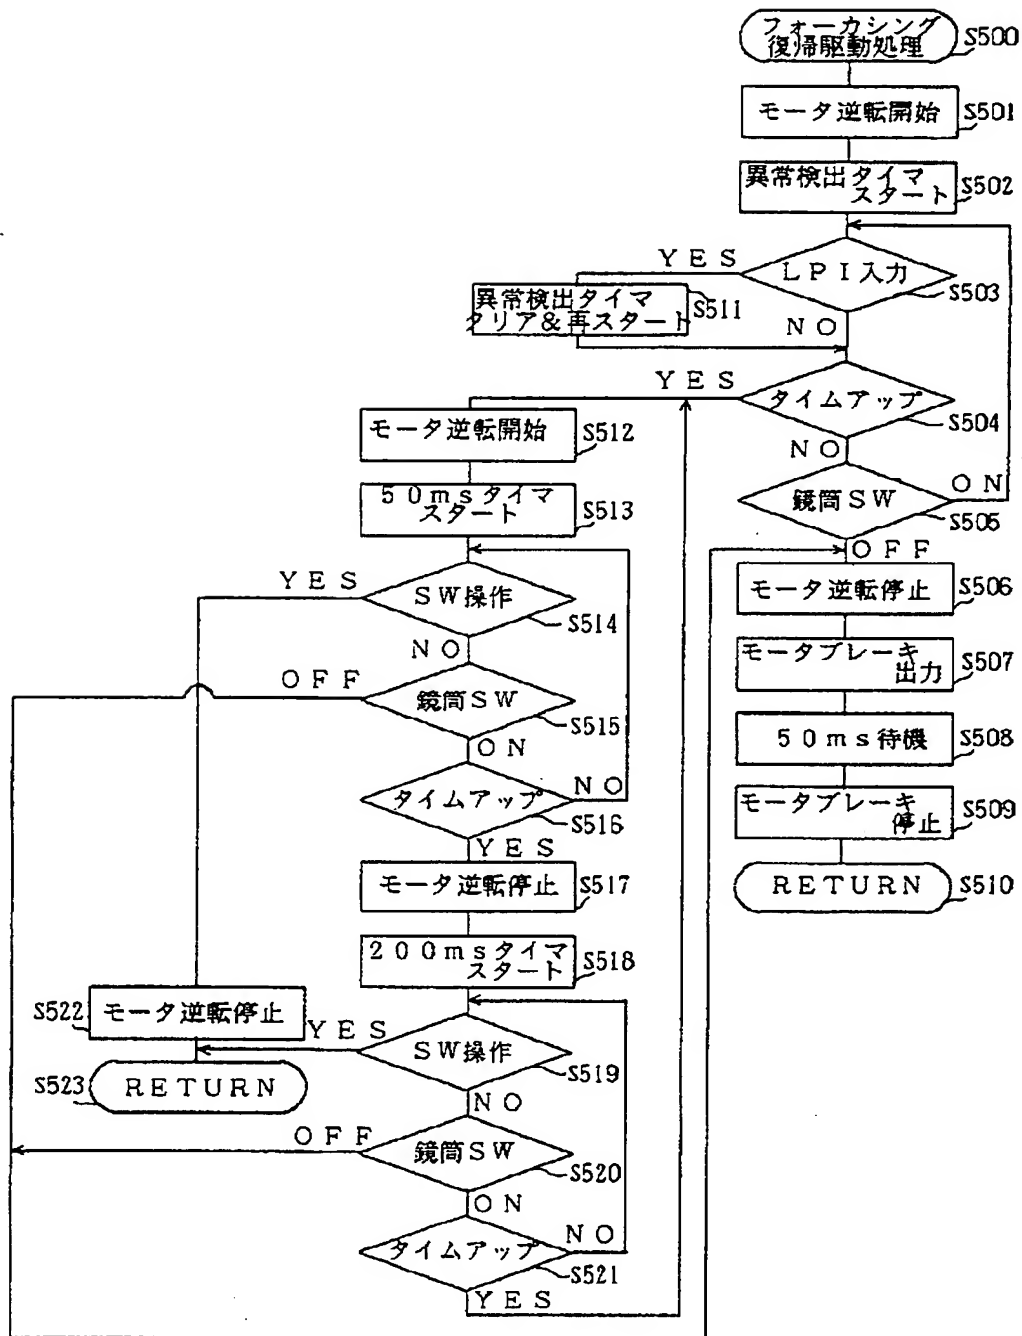 フォーカシング
復帰駆動処理
S500
モータ逆転開始
S501
異常検出タイマ
スタート
S502
YES
LPI入力
S503
異常検出タイマ
クリア&再スタート
S511
NO
YES
タイムアップ
S504
モータ逆転開始
S512
NO
ON
鏡筒SW
S505
50msタイマ
スタート
S513
OFF
YES
SW操作
S514
モータ逆転停止
S506
NO
OFF
鏡筒SW
S515
モータブレーキ
出力
S507
ON
50ms待機
S508
NO
タイムアップ
S516
モータブレーキ
停止
S509
YES
モータ逆転停止
S517
RETURN
S510
200msタイマ
スタート
S518
S522
モータ逆転停止
YES
SW操作
S519
S523
RETURN
NO
OFF
鏡筒SW
S520
ON
NO
タイムアップ
S521
YES